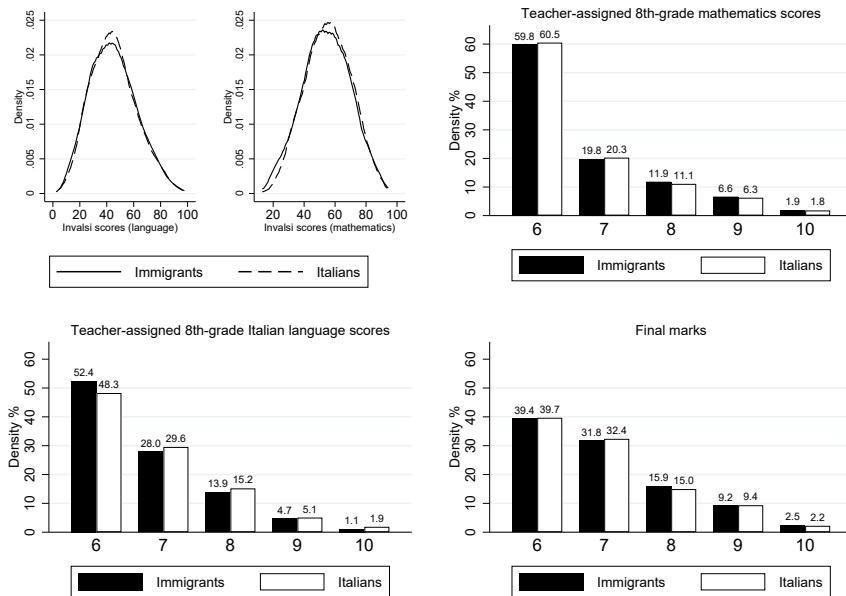 Density
0 .005 .01 .015 .02 .025
0 20 40 60 80 100
Invalsi scores (language)
Density
0 .005 .01 .015 .02 .025
0 20 40 60 80 100
Invalsi scores (mathematics)
Immigrants Italians
Teacher-assigned 8th-grade mathematics scores
Density %
0 10 20 30 40 50 60
59.8 60.5
19.8 20.3
11.9 11.1
6.6 6.3
1.9 1.8
6 7 8 9 10
Immigrants Italians
Teacher-assigned 8th-grade Italian language scores
Density %
0 10 20 30 40 50 60
52.4 48.3
28.0 29.6
13.9 15.2
4.7 5.1
1.1 1.9
6 7 8 9 10
Immigrants Italians
Final marks
Density %
0 10 20 30 40 50 60
39.4 39.7
31.8 32.4
15.9 15.0
9.2 9.4
2.5 2.2
6 7 8 9 10
Immigrants Italians